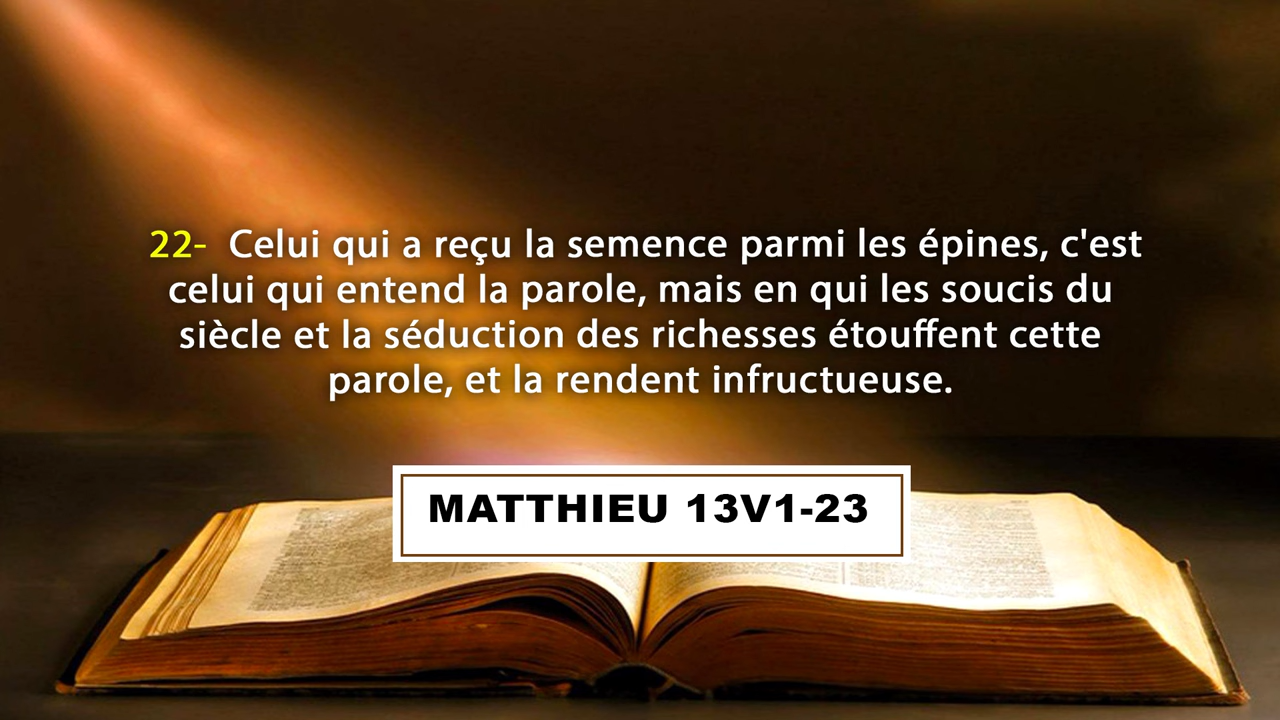 22- Celui qui a reçu la semence parmi les épines, c'est
celui qui entend la parole, mais en qui les soucis du
siècle et la séduction des richesses étouffent cette
parole, et la rendent infructueuse.
MATTHIEU 13V1-23